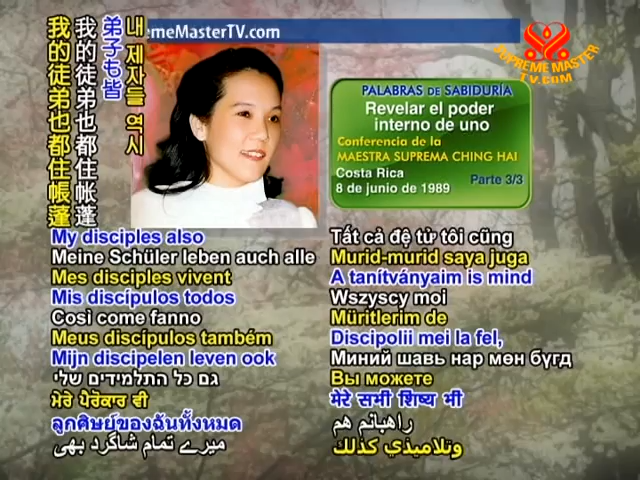 我的徒弟也都住帳蓬
我的徒弟也都住帐蓬
弟子も皆
내 제자들 역시
emeMasterTV.com
SUPREME MASTER
TV.COM
PALABRAS DE SABIDURÍA
Revelar el poder
interno de uno
Conferencia de la
MAESTRA SUPREMA CHING HAI
Costa Rica
8 de junio de 1989
Parte 3/3
My disciples also
Meine Schüler leben auch alle
Mes disciples vivent
Mis discípulos todos
Così come fanno
Meus discípulos também
Mijn discipelen leven ook
גם כל התלמידים שלי
ਮੇਰੇ ਪੈਰੋਕਾਰ ਵੀ
ลูกศิษย์ของฉันทั้งหมด
میرے تمام شاگرد بھی
Tất cả đệ tử tôi cũng
Murid-murid saya juga
A tanítványaim is mind
Wszyscy moi
Müritlerim de
Discipolii mei la fel,
Миний шавь нар мөн бүгд
Вы можете
मेरे सभी शिष्य भी
راهبانم هم
وتلاميذي كذلك